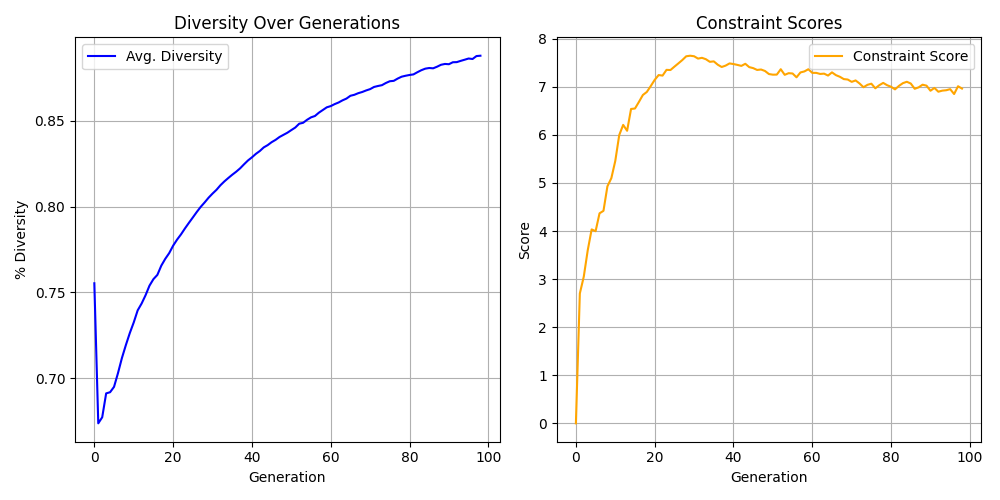 Diversity Over Generations
Avg. Diversity
% Diversity
0.85
0.80
0.75
0.70
0 20 40 60 80 100
Generation
Constraint Scores
Constraint Score
Score
8
7
6
5
4
3
2
1
0
0 20 40 60 80 100
Generation